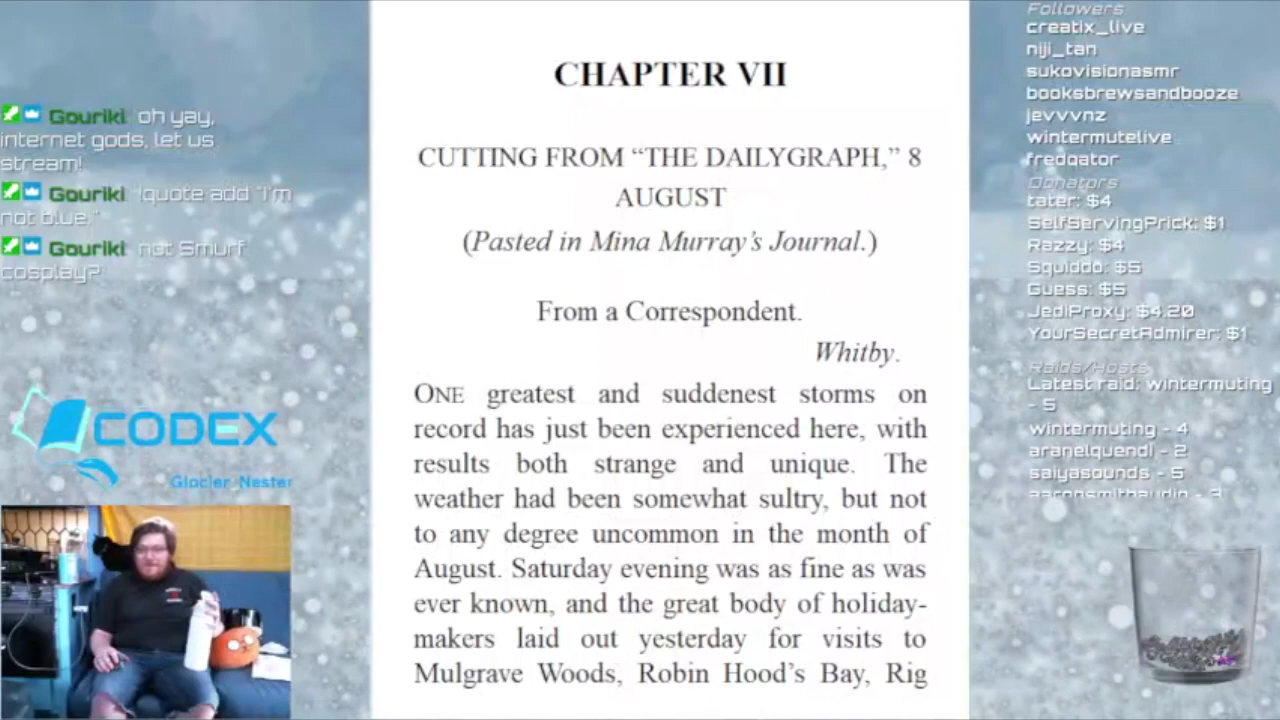 Gouriki oh yay,
internet gods, let us
stream!
Gouriki !quote add "I'm
not blue."
Gouriki not Smurf
cosplay?
CODEX
Glacier_Nester
CHAPTER VII
CUTTING FROM “THE DAILYGRAPH,” 8
AUGUST
(Pasted in Mina Murray’s Journal.)
From a Correspondent.
Whitby.
ONE greatest and suddenest storms on
record has just been experienced here, with
results both strange and unique. The
weather had been somewhat sultry, but not
to any degree uncommon in the month of
August. Saturday evening was as fine as was
ever known, and the great body of holiday-
makers laid out yesterday for visits to
Mulgrave Woods, Robin Hood’s Bay, Rig
Followers
creatix_live
niji_tan
sukovisionasmr
booksbrewsandbooze
jevvvnz
wintermutelive
fredgator
Donators
tater: $4
SelfServingPrick: $1
Razzy: $4
Squiddo: $5
Guess: $5
JediProxy: $4.20
YourSecretAdmirer: $1
Raids/Hosts
Latest raid: wintermuting
- 5
wintermuting - 4
aranelquendi - 2
saiyasounds - 5
aaronsmithaudio - 3